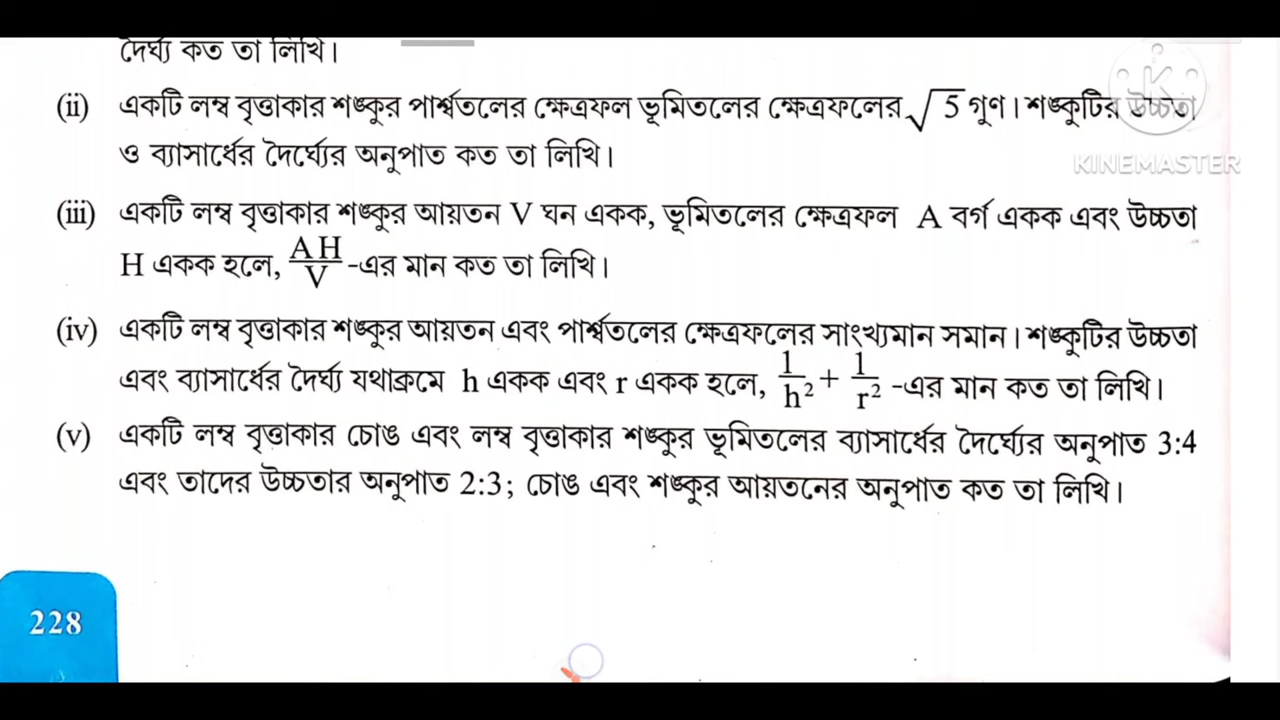 দৈর্ঘ্য কত তা লিখি।
(ii) একটি লম্ব বৃত্তাকার শঙ্কুর পার্শ্বতলের ক্ষেত্রফল ভূমিতলের ক্ষেত্রফলের √5 গুণ। শঙ্কুটির উচ্চতা
ও ব্যাসার্ধের দৈর্ঘ্যের অনুপাত কত তা লিখি।
KINEMASTER
(iii) একটি লম্ব বৃত্তাকার শঙ্কুর আয়তন V ঘন একক, ভূমিতলের ক্ষেত্রফল A বর্গ একক এবং উচ্চতা
H একক হলে, AH/V -এর মান কত তা লিখি।
(iv) একটি লম্ব বৃত্তাকার শঙ্কুর আয়তন এবং পার্শ্বতলের ক্ষেত্রফলের সাংখ্যমান সমান। শঙ্কুটির উচ্চতা
এবং ব্যাসার্ধের দৈর্ঘ্য যথাক্রমে h একক এবং r একক হলে, 1/h² + 1/r² -এর মান কত তা লিখি।
(v) একটি লম্ব বৃত্তাকার চোঙ এবং লম্ব বৃত্তাকার শঙ্কুর ভূমিতলের ব্যাসার্ধের দৈর্ঘ্যের অনুপাত 3:4
এবং তাদের উচ্চতার অনুপাত 2:3; চোঙ এবং শঙ্কুর আয়তনের অনুপাত কত তা লিখি।
228